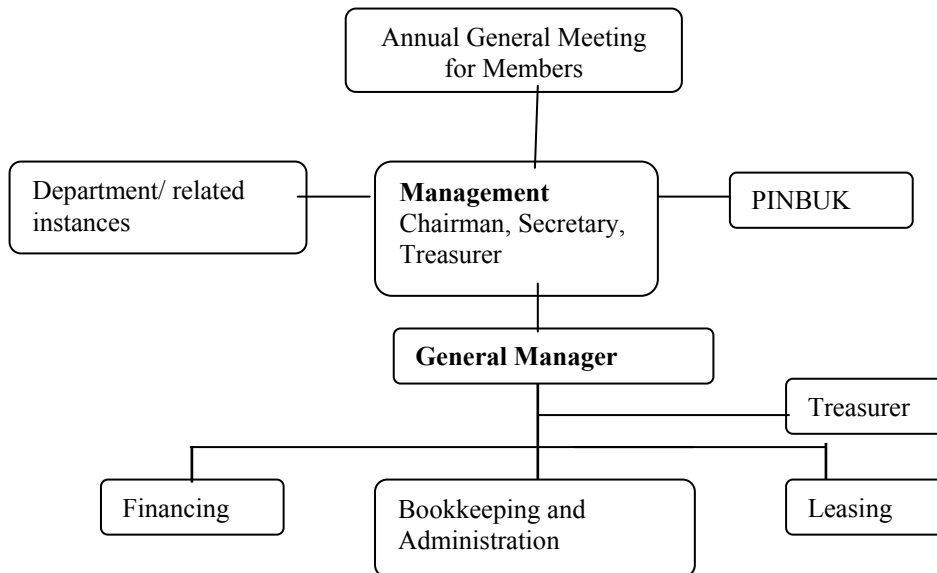 Annual General Meeting
for Members
Department/ related
instances
Management
Chairman, Secretary,
Treasurer
PINBUK
General Manager
Treasurer
Financing
Bookkeeping and
Administration
Leasing